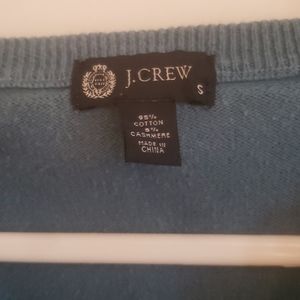 J.CREW
S
95%
COTTON
5%
CASHMERE
MADE IN
CHINA